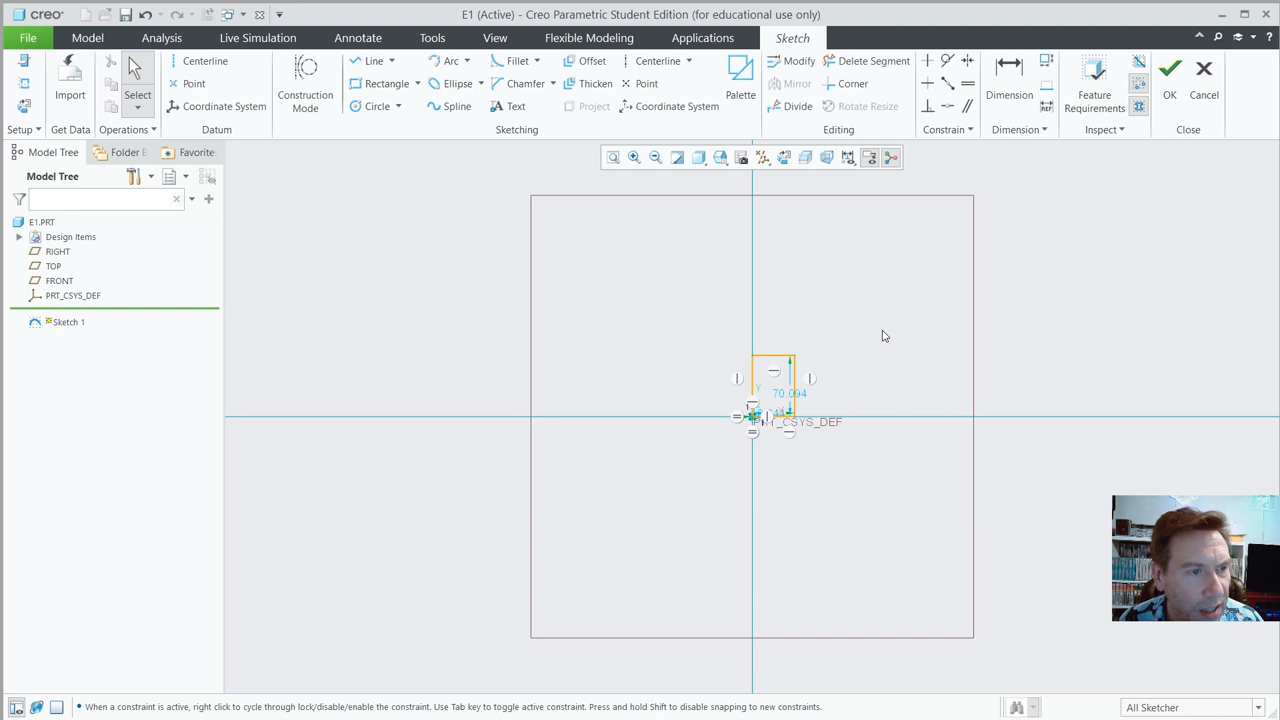 creo
E1 (Active) - Creo Parametric Student Edition (for educational use only)
File Model Analysis Live Simulation Annotate Tools View Flexible Modeling Applications Sketch
Import
Select
Centerline
Point
Coordinate System
Construction Mode
Line Arc Fillet Offset Centerline
Rectangle Ellipse Chamfer Thicken Point
Circle Spline Text Project Coordinate System
Palette
Modify Delete Segment
Mirror Corner
Divide Rotate Resize
Dimension
Feature Requirements
OK Cancel
Setup Get Data Operations Datum Sketching Editing Constrain Dimension Inspect Close
Model Tree Folder B Favorite
Model Tree
E1.PRT
Design Items
RIGHT
TOP
FRONT
PRT_CSYS_DEF
Sketch 1
Y
70.094
PRT_CSYS_DEF
When a constraint is active, right click to cycle through lock/disable/enable the constraint. Use Tab key to toggle active constraint. Press and hold Shift to disable snapping to new constraints.
All Sketcher